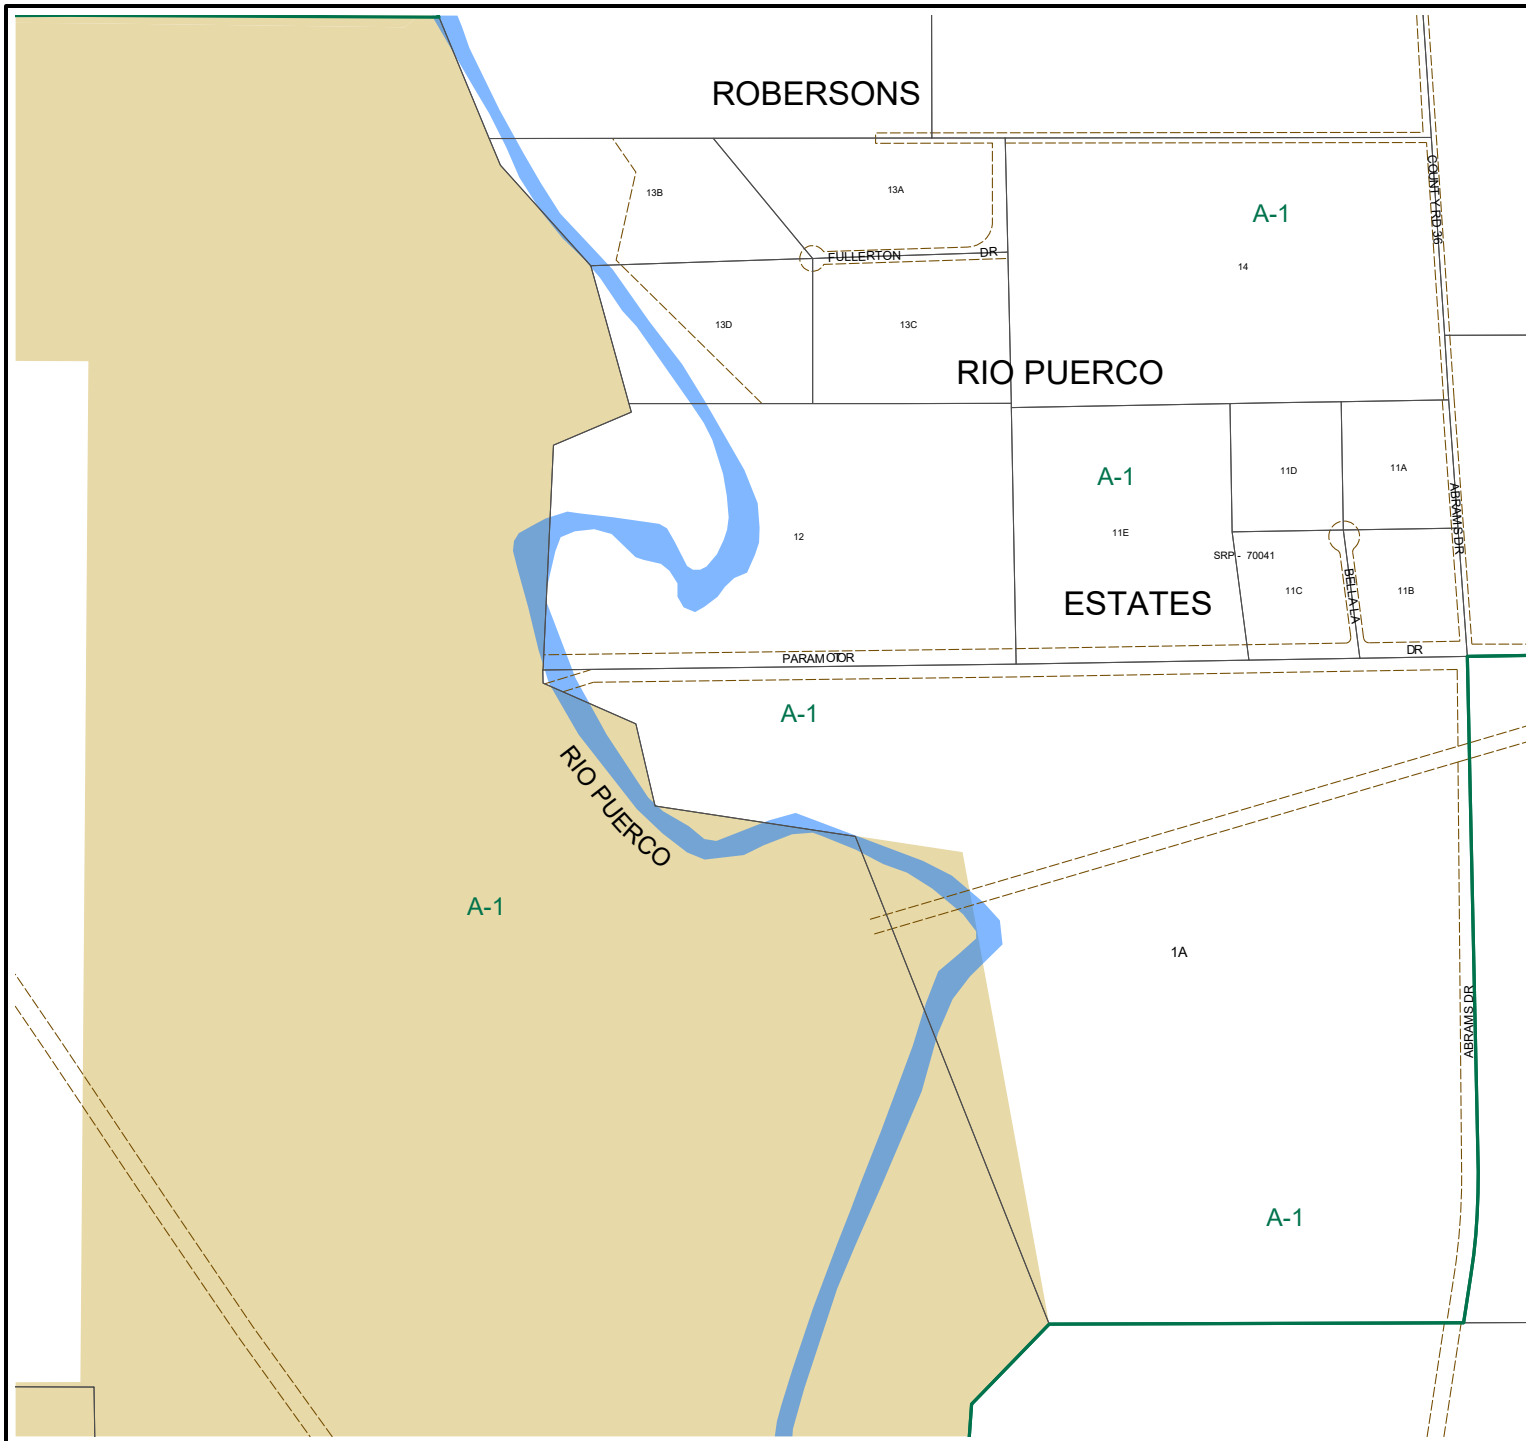 ROBERSONS
COUNTY RD 36
13B
13A
A-1
FULLERTON DR
14
13D
13C
RIO PUERCO
A-1
11D
11A
12
11E
ABRAMS DR
SRP - 70041
BELLA LA
11C
11B
ESTATES
PARAMOTOR DR
A-1
RIO PUERCO
A-1
1A
ABRAMS DR
A-1